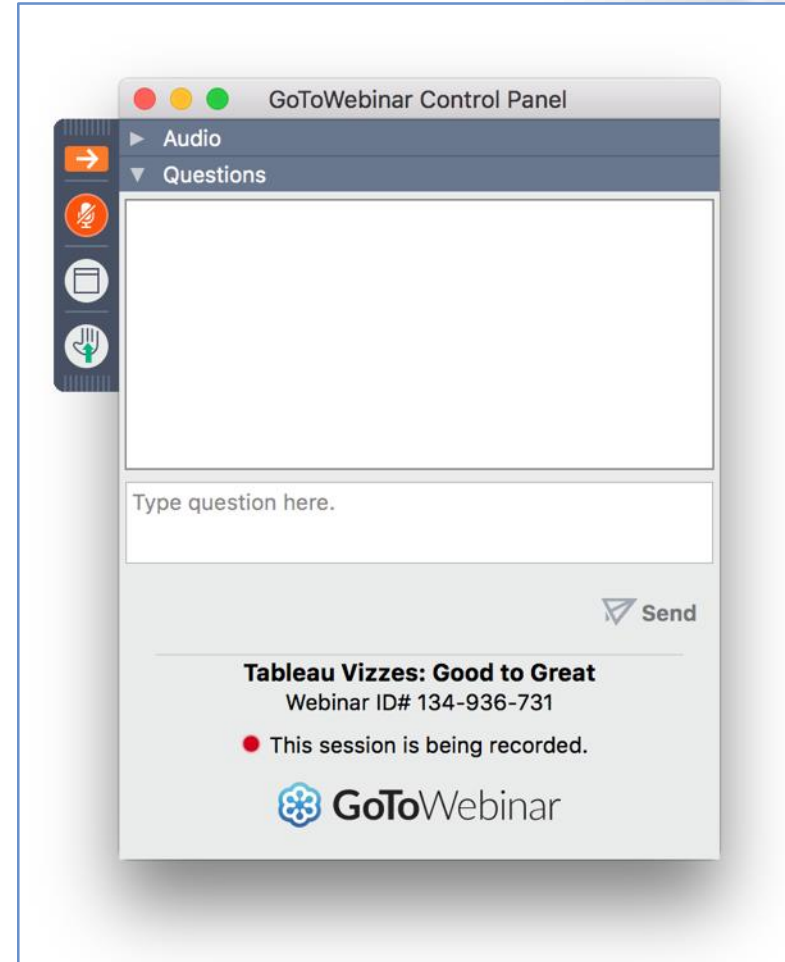 GoToWebinar Control Panel
Audio
Questions
Type question here.
Send
Tableau Vizzes: Good to Great
Webinar ID# 134-936-731
This session is being recorded.
GoToWebinar